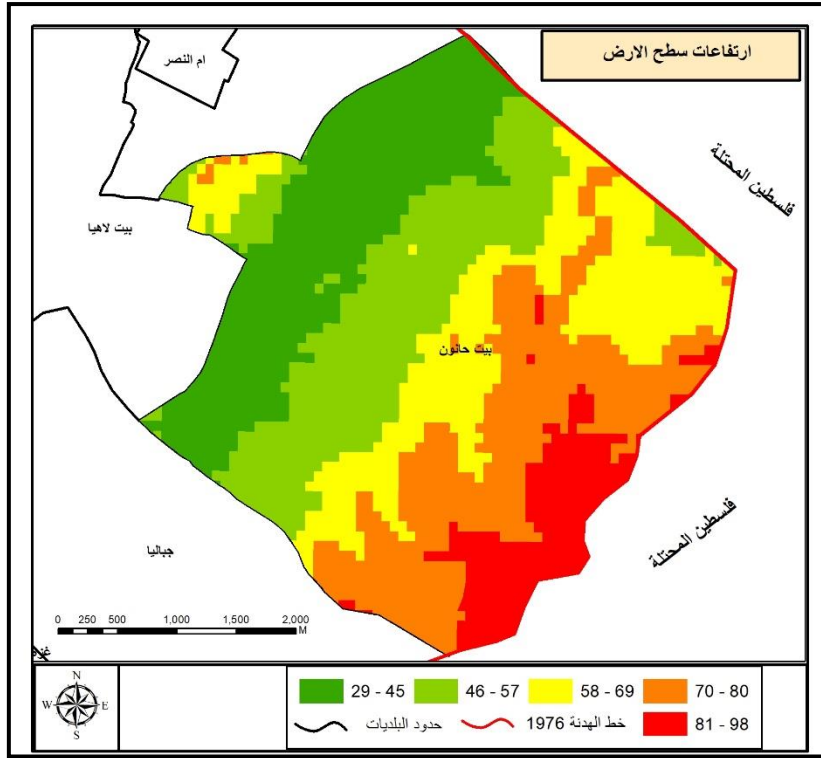 ارتفاعات سطح الارض
ام النصر
فلسطين المحتلة
بيت لاهيا
بيت حانون
فلسطين المحتلة
جباليا
0 250 500 1,000 1,500 2,000
M
N
W E
S
29 - 45
46 - 57
58 - 69
70 - 80
حدود البلديات
خط الهدنة 1976
81 - 98